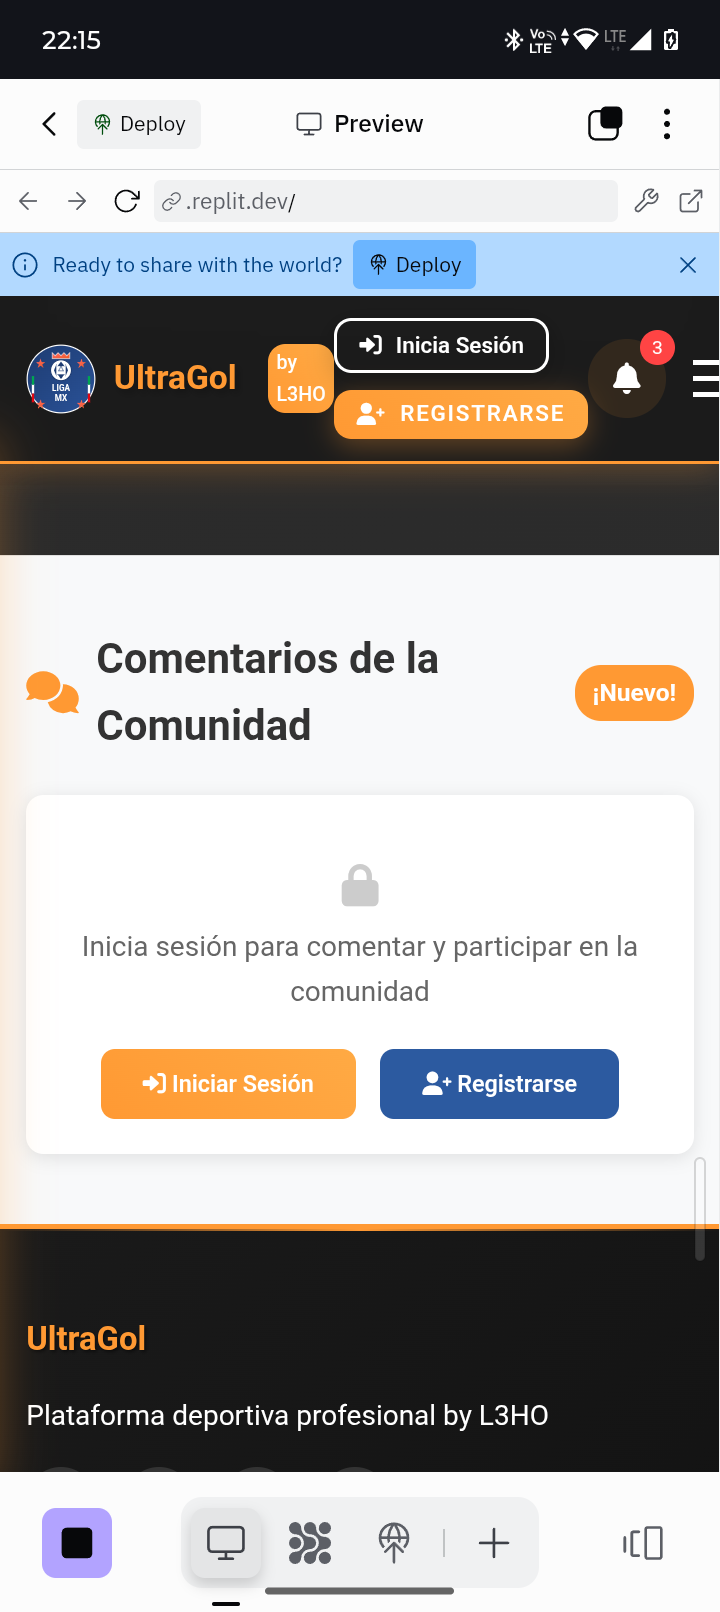 22:15
Vo
LTE
LTE
Deploy
Preview
.replit.dev/
Ready to share with the world?
Deploy
LIGA
MX
UltraGol
by
L3HO
Inicia Sesión
REGISTRARSE
3
Comentarios de la
Comunidad
¡Nuevo!
Inicia sesión para comentar y participar en la
comunidad
Iniciar Sesión
Registrarse
UltraGol
Plataforma deportiva profesional by L3HO